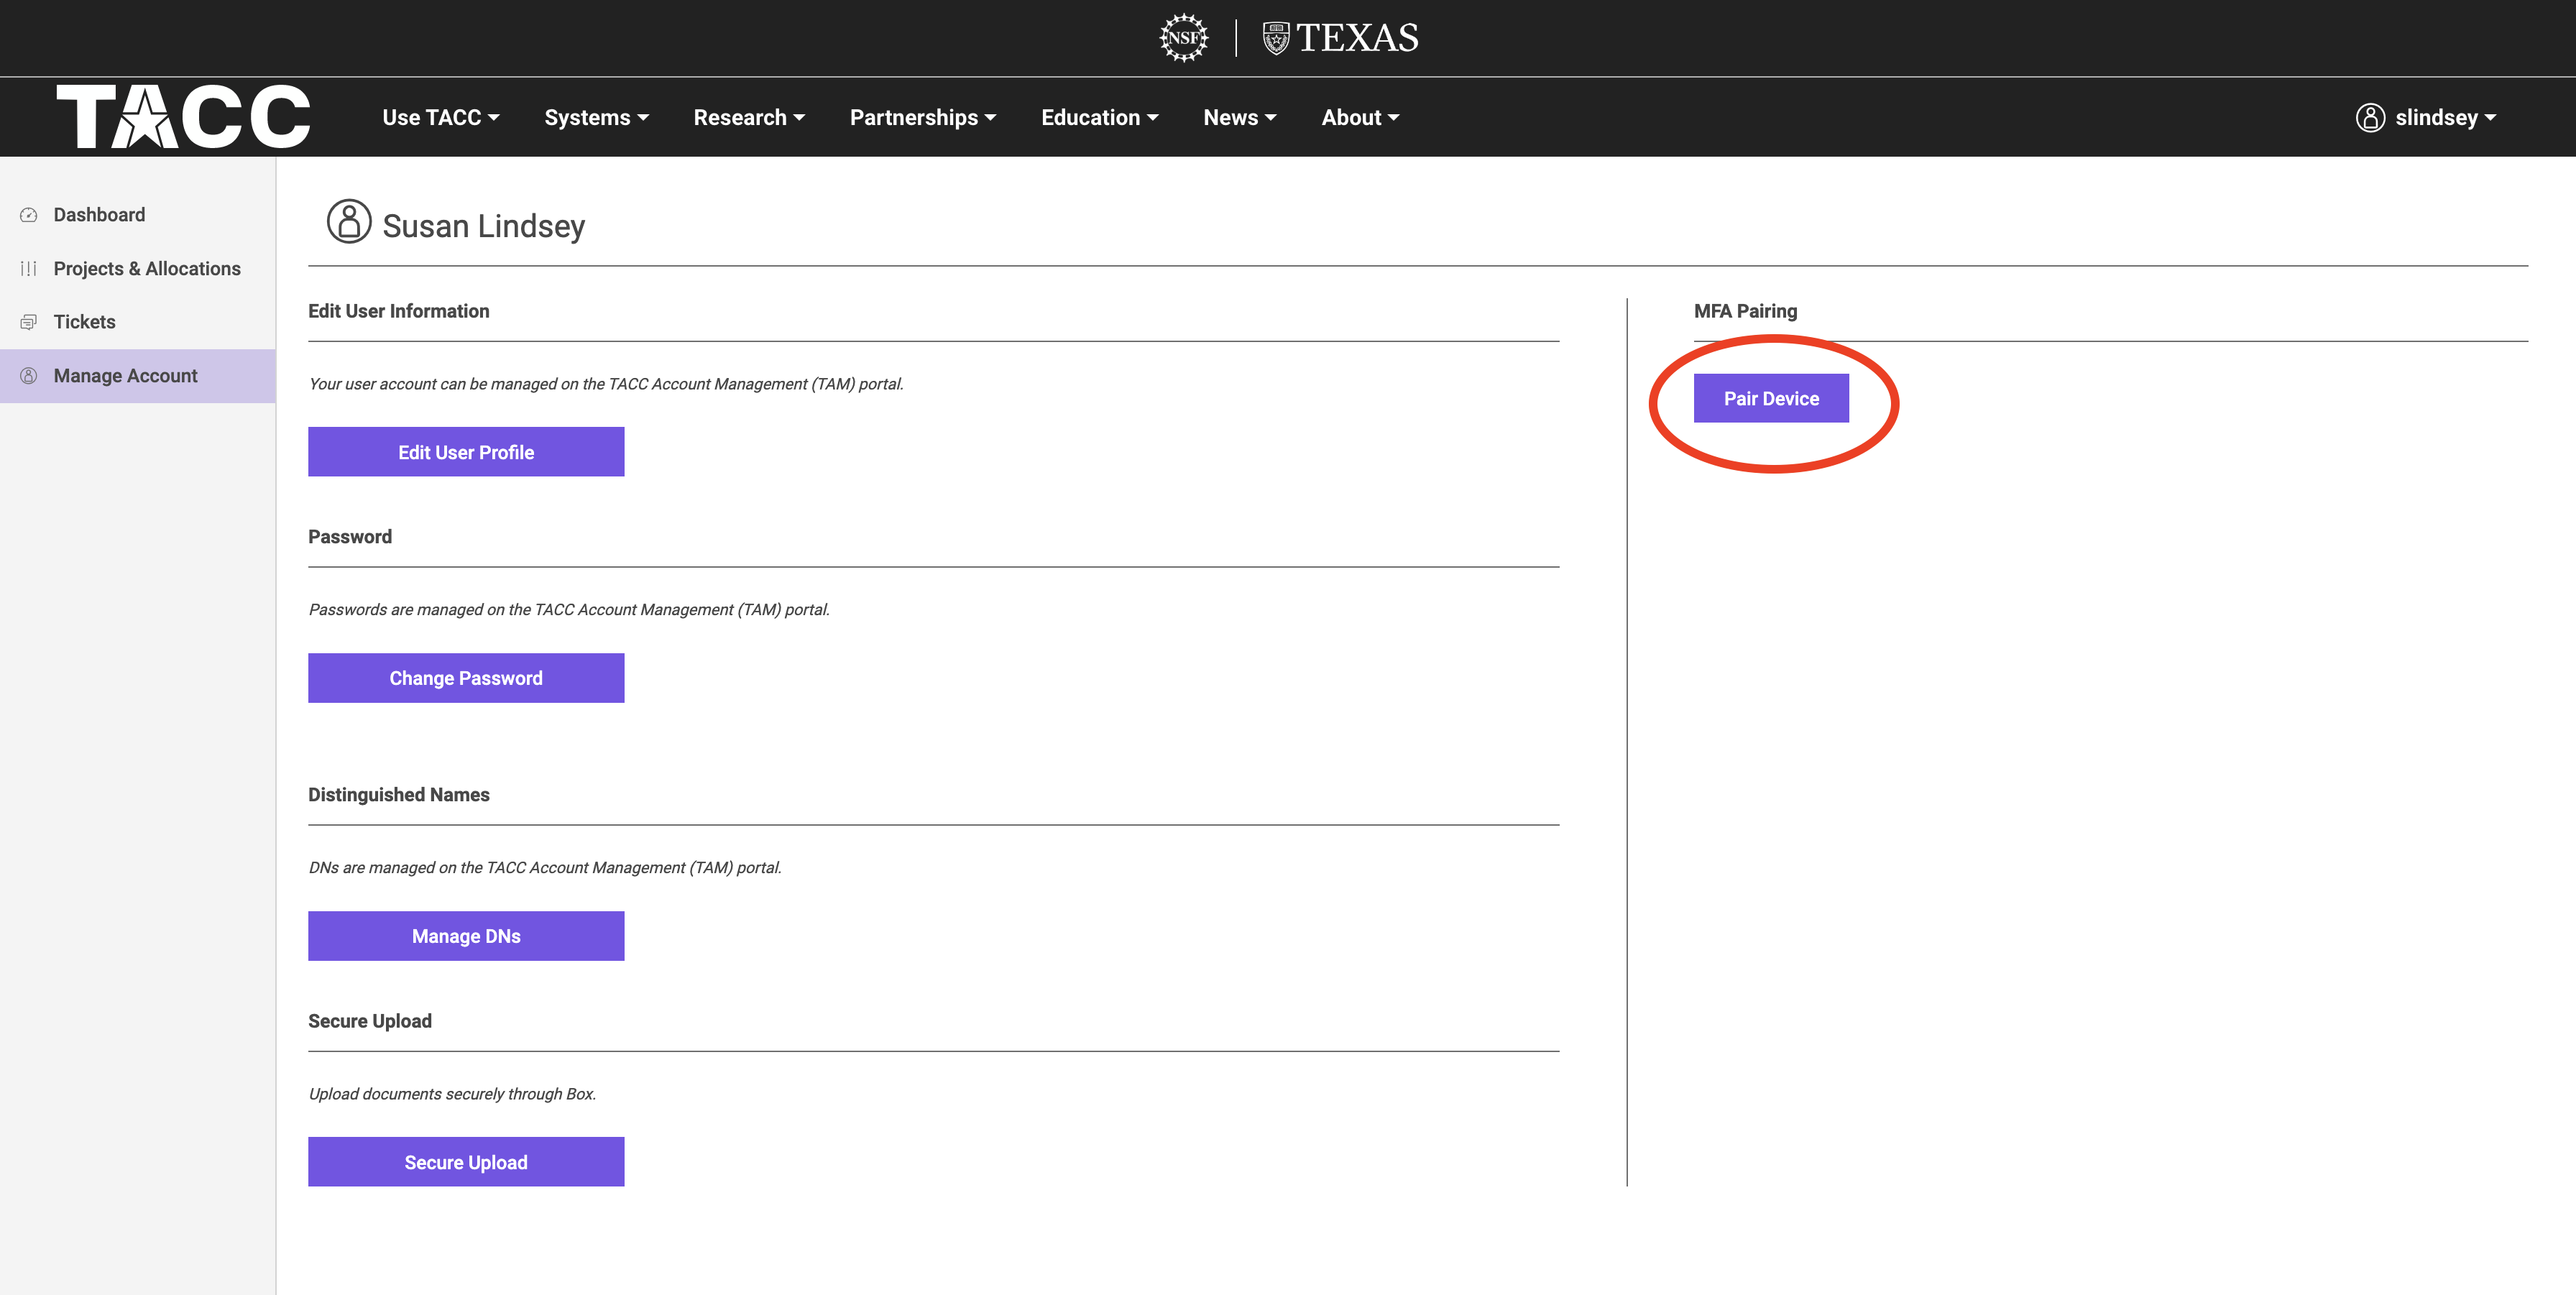 NSF
TEXAS
TACC
Use TACC
Systems
Research
Partnerships
Education
News
About
slindsey
Dashboard
Projects & Allocations
Tickets
Manage Account
Susan Lindsey
Edit User Information
Your user account can be managed on the TACC Account Management (TAM) portal.
Edit User Profile
Password
Passwords are managed on the TACC Account Management (TAM) portal.
Change Password
Distinguished Names
DNs are managed on the TACC Account Management (TAM) portal.
Manage DNs
Secure Upload
Upload documents securely through Box.
Secure Upload
MFA Pairing
Pair Device